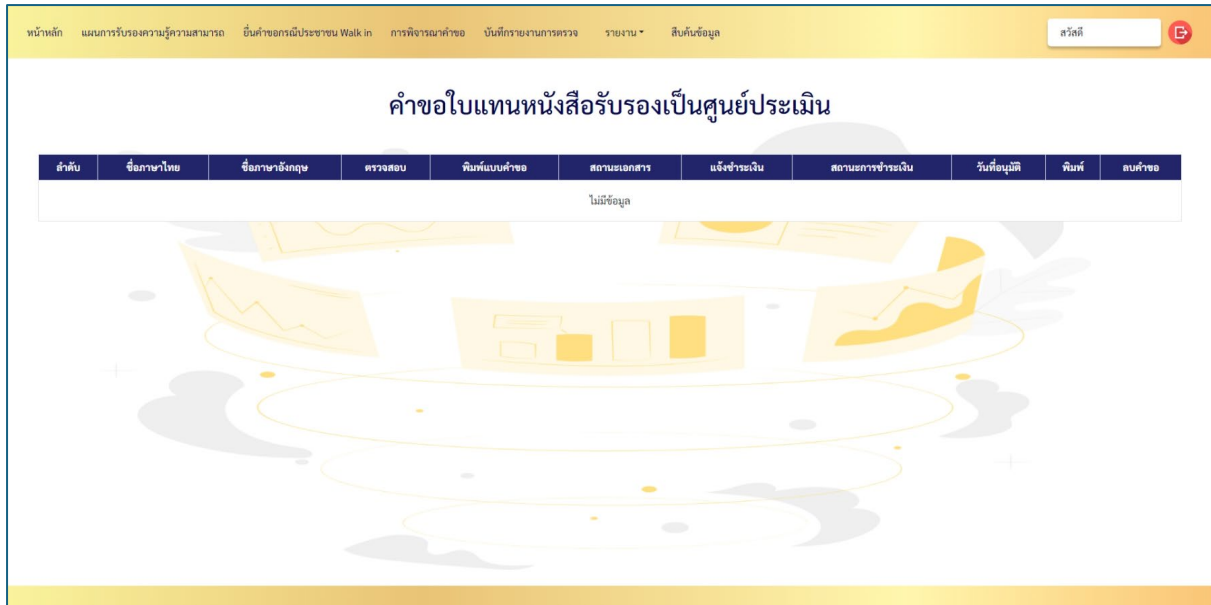 หน้าหลัก แผนการรับรองความรู้ความสามารถ ยื่นคำขอกรณีประชาชน Walk in การพิจารณาคำขอ บันทึกรายงานการตรวจ รายงาน สืบค้นข้อมูล สวัสดี
คำขอใบแทนหนังสือรับรองเป็นศูนย์ประเมิน
ลำดับ ชื่อภาษาไทย ชื่อภาษาอังกฤษ ตรวจสอบ พิมพ์แบบคำขอ สถานะเอกสาร แจ้งชำระเงิน สถานะการชำระเงิน วันที่อนุมัติ พิมพ์ ลบคำขอ
ไม่มีข้อมูล